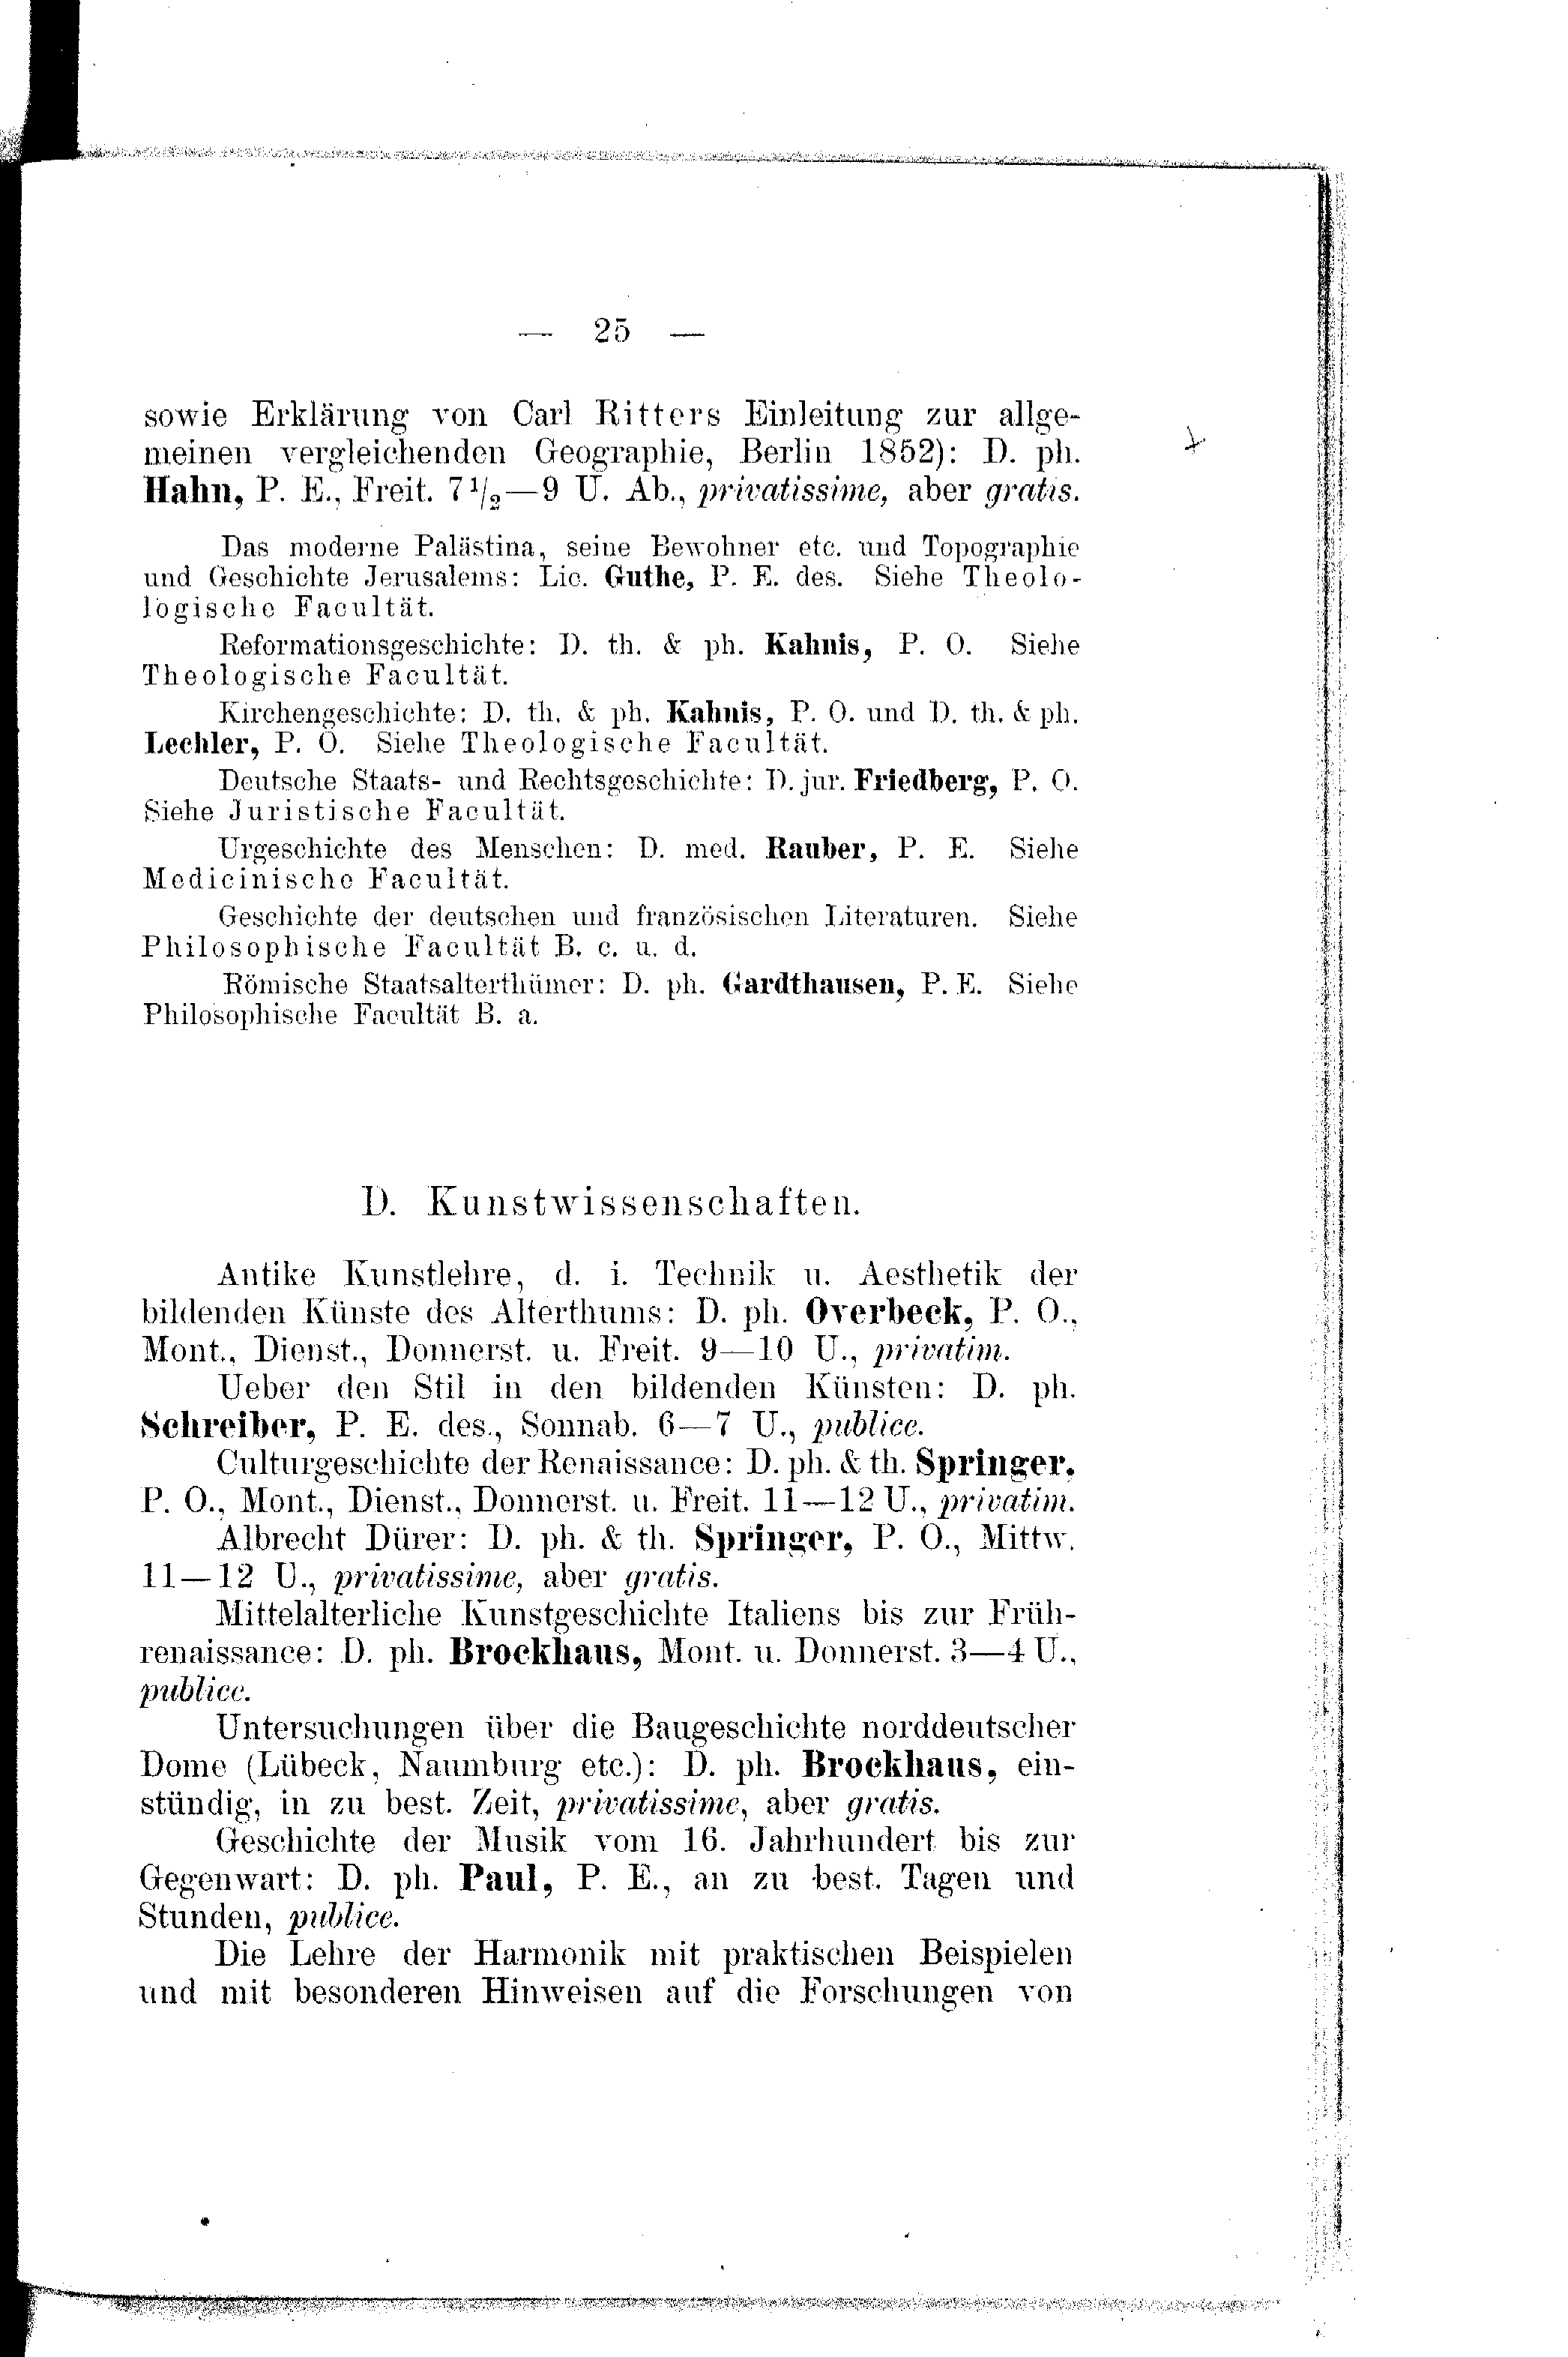 — 25 —
sowie Erklärung von Carl Ritters Einleitung zur allge-
meinen vergleichenden Geographie, Berlin 1852): D. ph.
Hahn, P. E., Freit. 7 1/2—9 U. Ab., privatissime, aber gratis.
Das moderne Palästina, seine Bewohner etc. und Topographie
und Geschichte Jerusalems: Lic. Guthe, P. E. des. Siehe Theolo-
logische Facultät.
Reformationsgeschichte: D. th. & ph. Kahnis, P. O. Siehe
Theologische Facultät.
Kirchengeschichte: D. th. & ph. Kahnis, P. O. und D. th. & ph.
Lechler, P. O. Siehe Theologische Facultät.
Deutsche Staats- und Rechtsgeschichte: D. jur. Friedberg, P. O.
Siehe Juristische Facultät.
Urgeschichte des Menschen: D. med. Rauber, P. E. Siehe
Medicinische Facultät.
Geschichte der deutschen und französischen Literaturen. Siehe
Philosophische Facultät B. c. u. d.
Römische Staatsalterthümer: D. ph. Gardthausen, P. E. Siehe
Philosophische Facultät B. a.
D. Kunstwissenschaften.
Antike Kunstlehre, d. i. Technik u. Aesthetik der
bildenden Künste des Alterthums: D. ph. Overbeck, P. O.,
Mont., Dienst., Donnerst. u. Freit. 9—10 U., privatim.
Ueber den Stil in den bildenden Künsten: D. ph.
Schreiber, P. E. des., Sonnab. 6—7 U., publice.
Culturgeschichte der Renaissance: D. ph. & th. Springer,
P. O., Mont., Dienst., Donnerst. u. Freit. 11—12 U., privatim.
Albrecht Dürer: D. ph. & th. Springer, P. O., Mittw.
11—12 U., privatissime, aber gratis.
Mittelalterliche Kunstgeschichte Italiens bis zur Früh-
renaissance: D. ph. Brockhaus, Mont. u. Donnerst. 3—4 U.,
publice.
Untersuchungen über die Baugeschichte norddeutscher
Dome (Lübeck, Naumburg etc.): D. ph. Brockhaus, ein-
stündig, in zu best. Zeit, privatissime, aber gratis.
Geschichte der Musik vom 16. Jahrhundert bis zur
Gegenwart: D. ph. Paul, P. E., an zu best. Tagen und
Stunden, publice.
Die Lehre der Harmonik mit praktischen Beispielen
und mit besonderen Hinweisen auf die Forschungen von